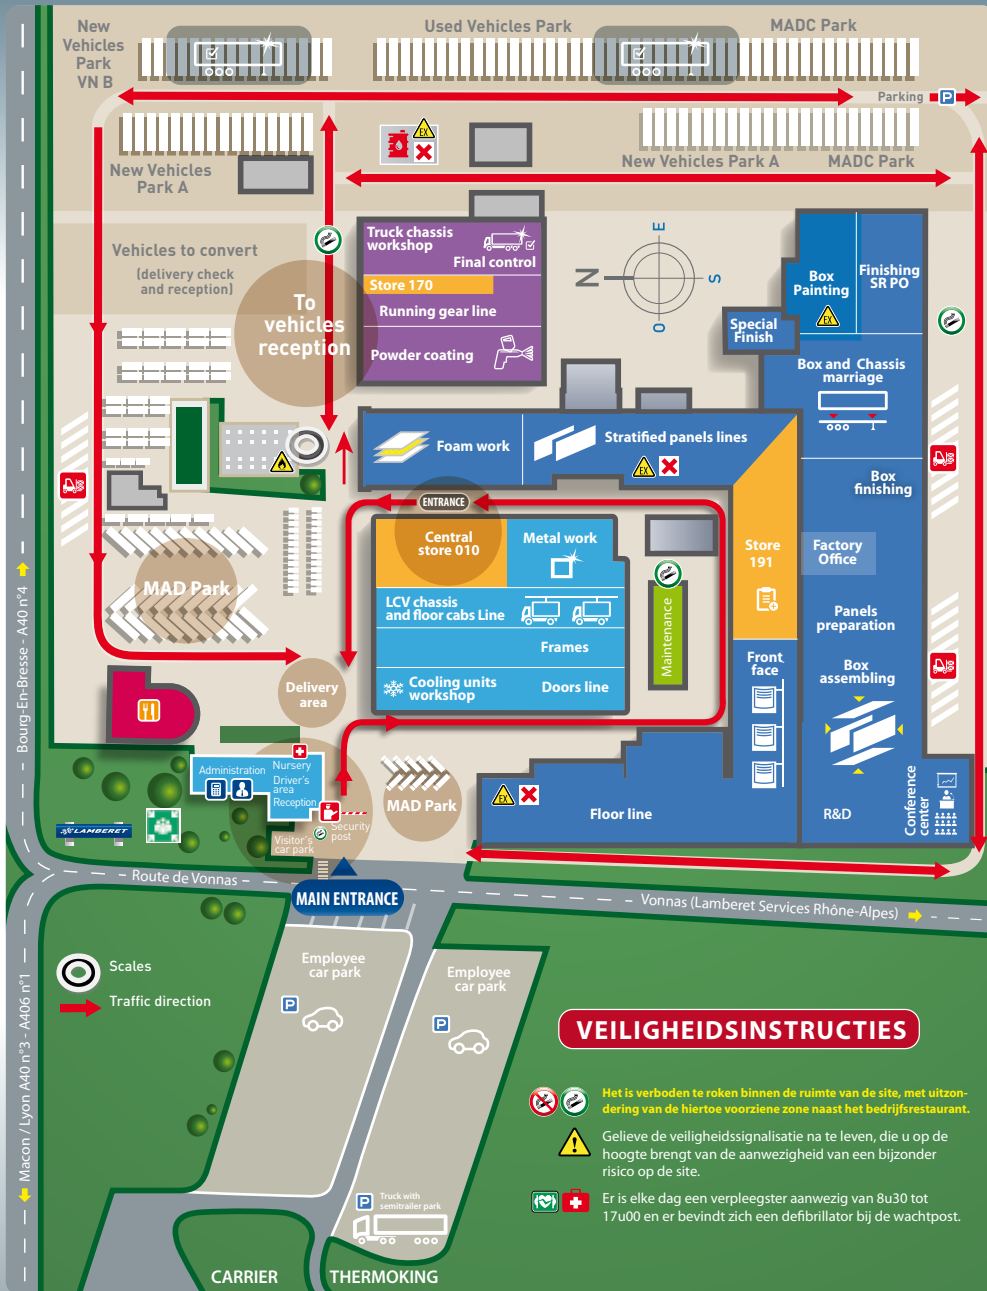 New
Vehicles
Park
VN B
Used Vehicles Park
MADC Park
Parking P
New Vehicles
Park A
EX
New Vehicles Park A
MADC Park
Vehicles to convert
(delivery check
and reception)
To
vehicles
reception
Truck chassis
workshop
Final control
Store 170
Running gear line
Powder coating
N
E
S
O
Box
Painting
EX
Finishing
SR PO
Special
Finish
Box and Chassis
marriage
Foam work
Stratified panels lines
EX
Box
finishing
ENTRANCE
Central
store 010
Metal work
Store
191
Factory
Office
MAD Park
LCV chassis
and floor cabs Line
Frames
Cooling units
workshop
Doors line
Maintenance
Panels
preparation
Front
face
Box
assembling
Delivery
area
Administration
Nursery
Driver's
area
Reception
Security
post
Visitor's
car park
LAMBERET
MAD Park
EX
Floor line
R&D
Conference
center
Bourg-En-Bresse - A40 n°4
Route de Vonnas
MAIN ENTRANCE
Vonnas (Lamberet Services Rhône-Alpes)
Macon / Lyon A40 n°3 - A406 n°1
Scales
Traffic direction
Employee
car park
P
Employee
car park
P
P
Truck with
semitrailer park
CARRIER
THERMOKING
VEILIGHEIDSINSTRUCTIES
Het is verboden te roken binnen de ruimte van de site, met uitzon-
dering van de hiertoe voorziene zone naast het bedrijfsrestaurant.
Gelieve de veiligheidssignalisatie na te leven, die u op de
hoogte brengt van de aanwezigheid van een bijzonder
risico op de site.
Er is elke dag een verpleegster aanwezig van 8u30 tot
17u00 en er bevindt zich een defibrillator bij de wachtpost.